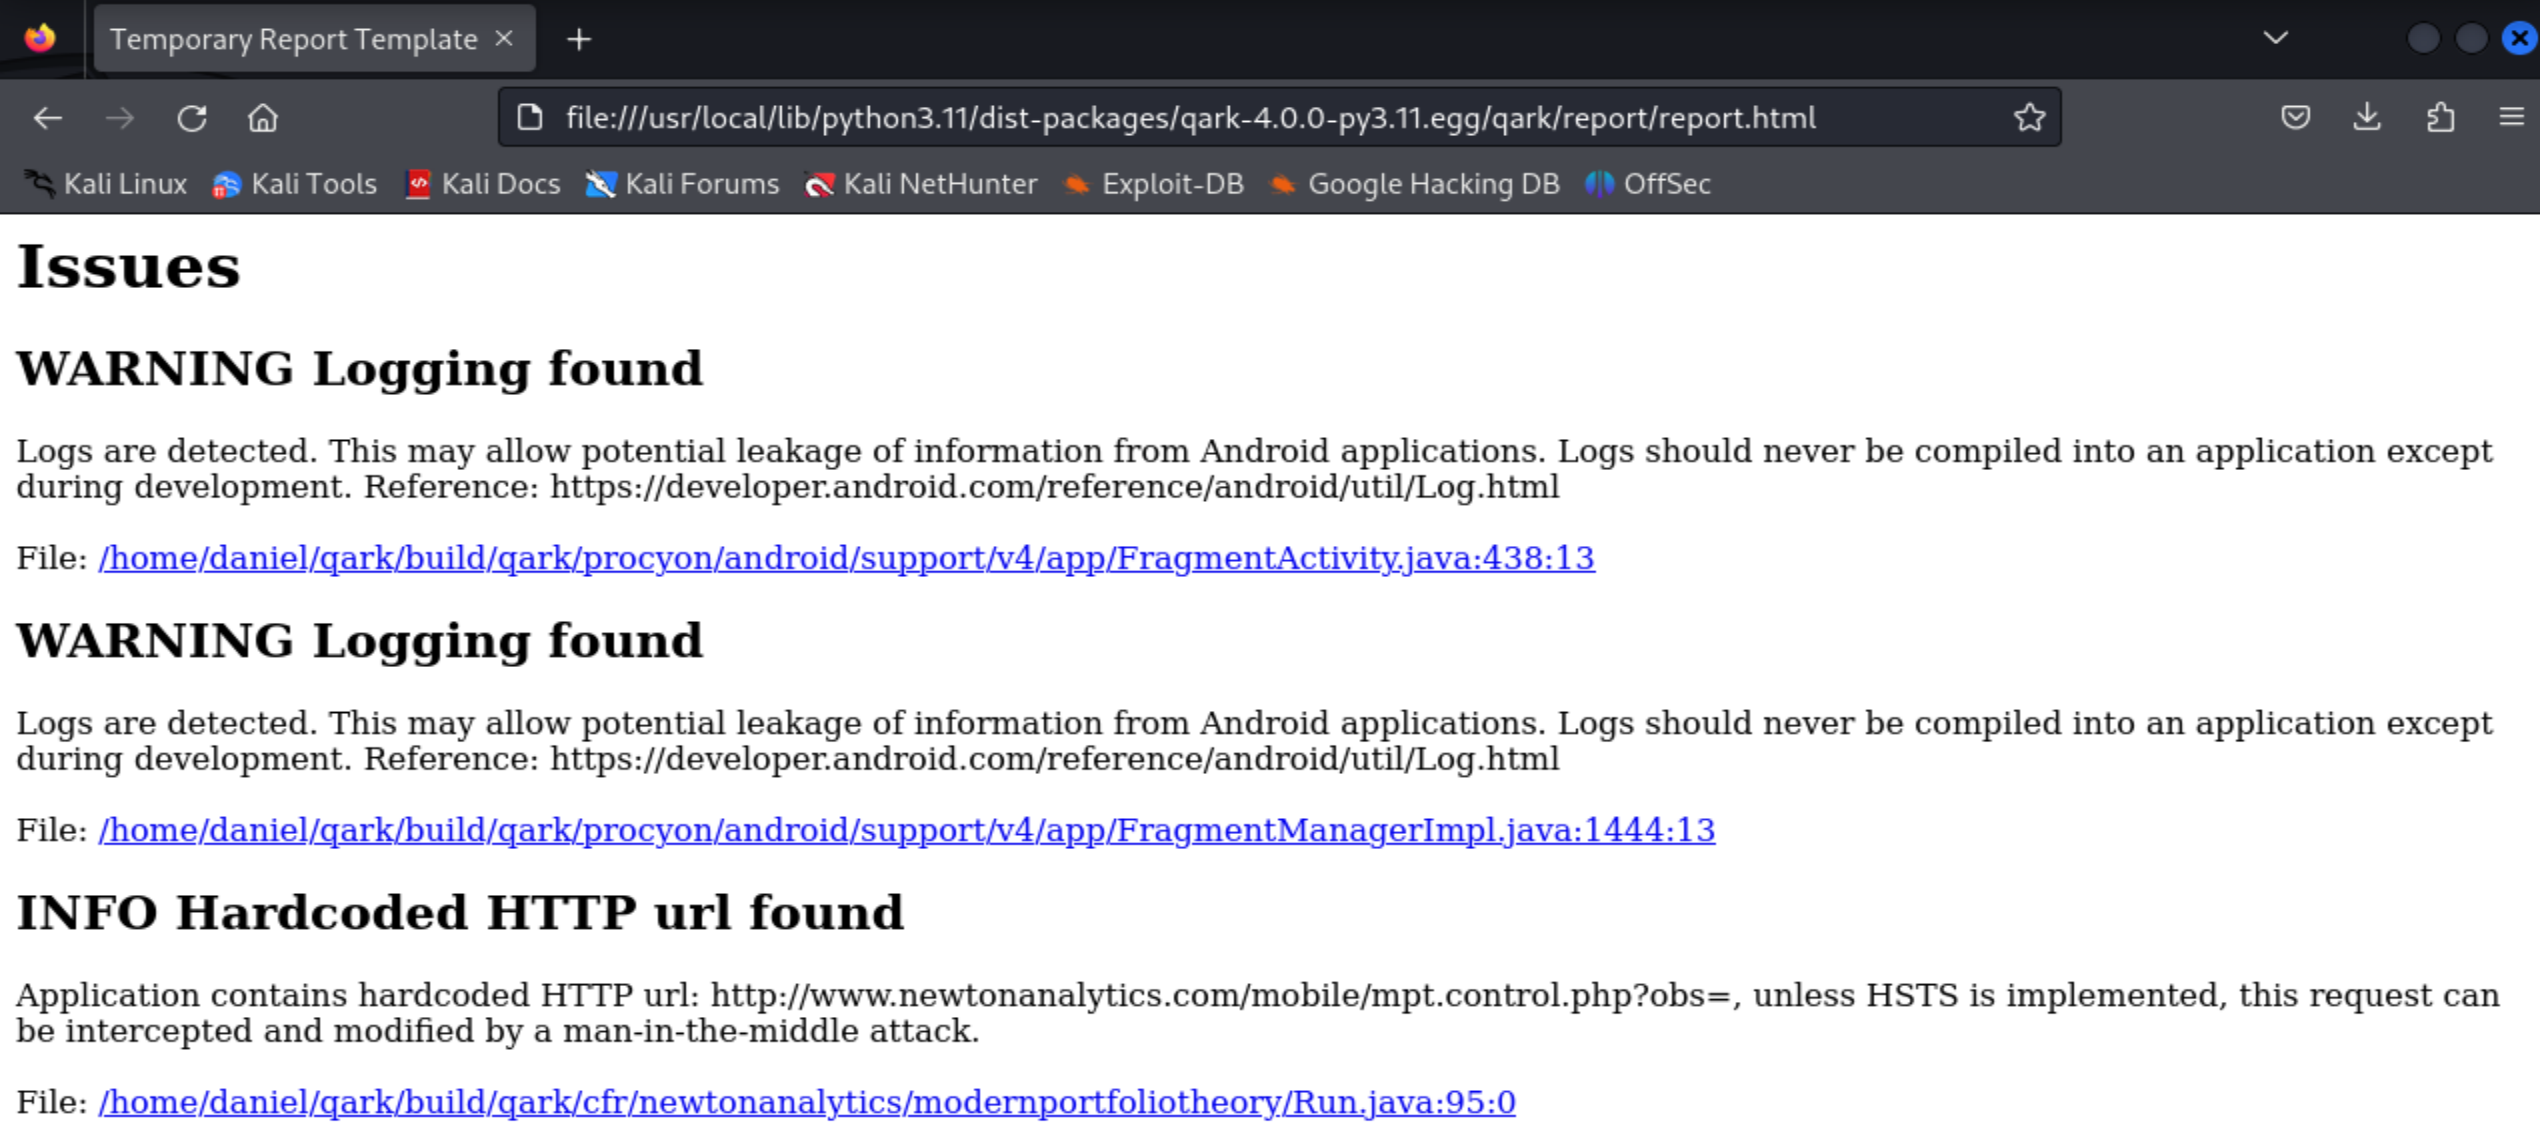 Temporary Report Template
file:///usr/local/lib/python3.11/dist-packages/qark-4.0.0-py3.11.egg/qark/report/report.html
Kali Linux Kali Tools Kali Docs Kali Forums Kali NetHunter Exploit-DB Google Hacking DB OffSec
Issues
WARNING Logging found
Logs are detected. This may allow potential leakage of information from Android applications. Logs should never be compiled into an application except
during development. Reference: https://developer.android.com/reference/android/util/Log.html
File: /home/daniel/qark/build/qark/procyon/android/support/v4/app/FragmentActivity.java:438:13
WARNING Logging found
Logs are detected. This may allow potential leakage of information from Android applications. Logs should never be compiled into an application except
during development. Reference: https://developer.android.com/reference/android/util/Log.html
File: /home/daniel/qark/build/qark/procyon/android/support/v4/app/FragmentManagerImpl.java:1444:13
INFO Hardcoded HTTP url found
Application contains hardcoded HTTP url: http://www.newtonanalytics.com/mobile/mpt.control.php?obs=, unless HSTS is implemented, this request can
be intercepted and modified by a man-in-the-middle attack.
File: /home/daniel/qark/build/qark/cfr/newtonanalytics/modernportfoliotheory/Run.java:95:0